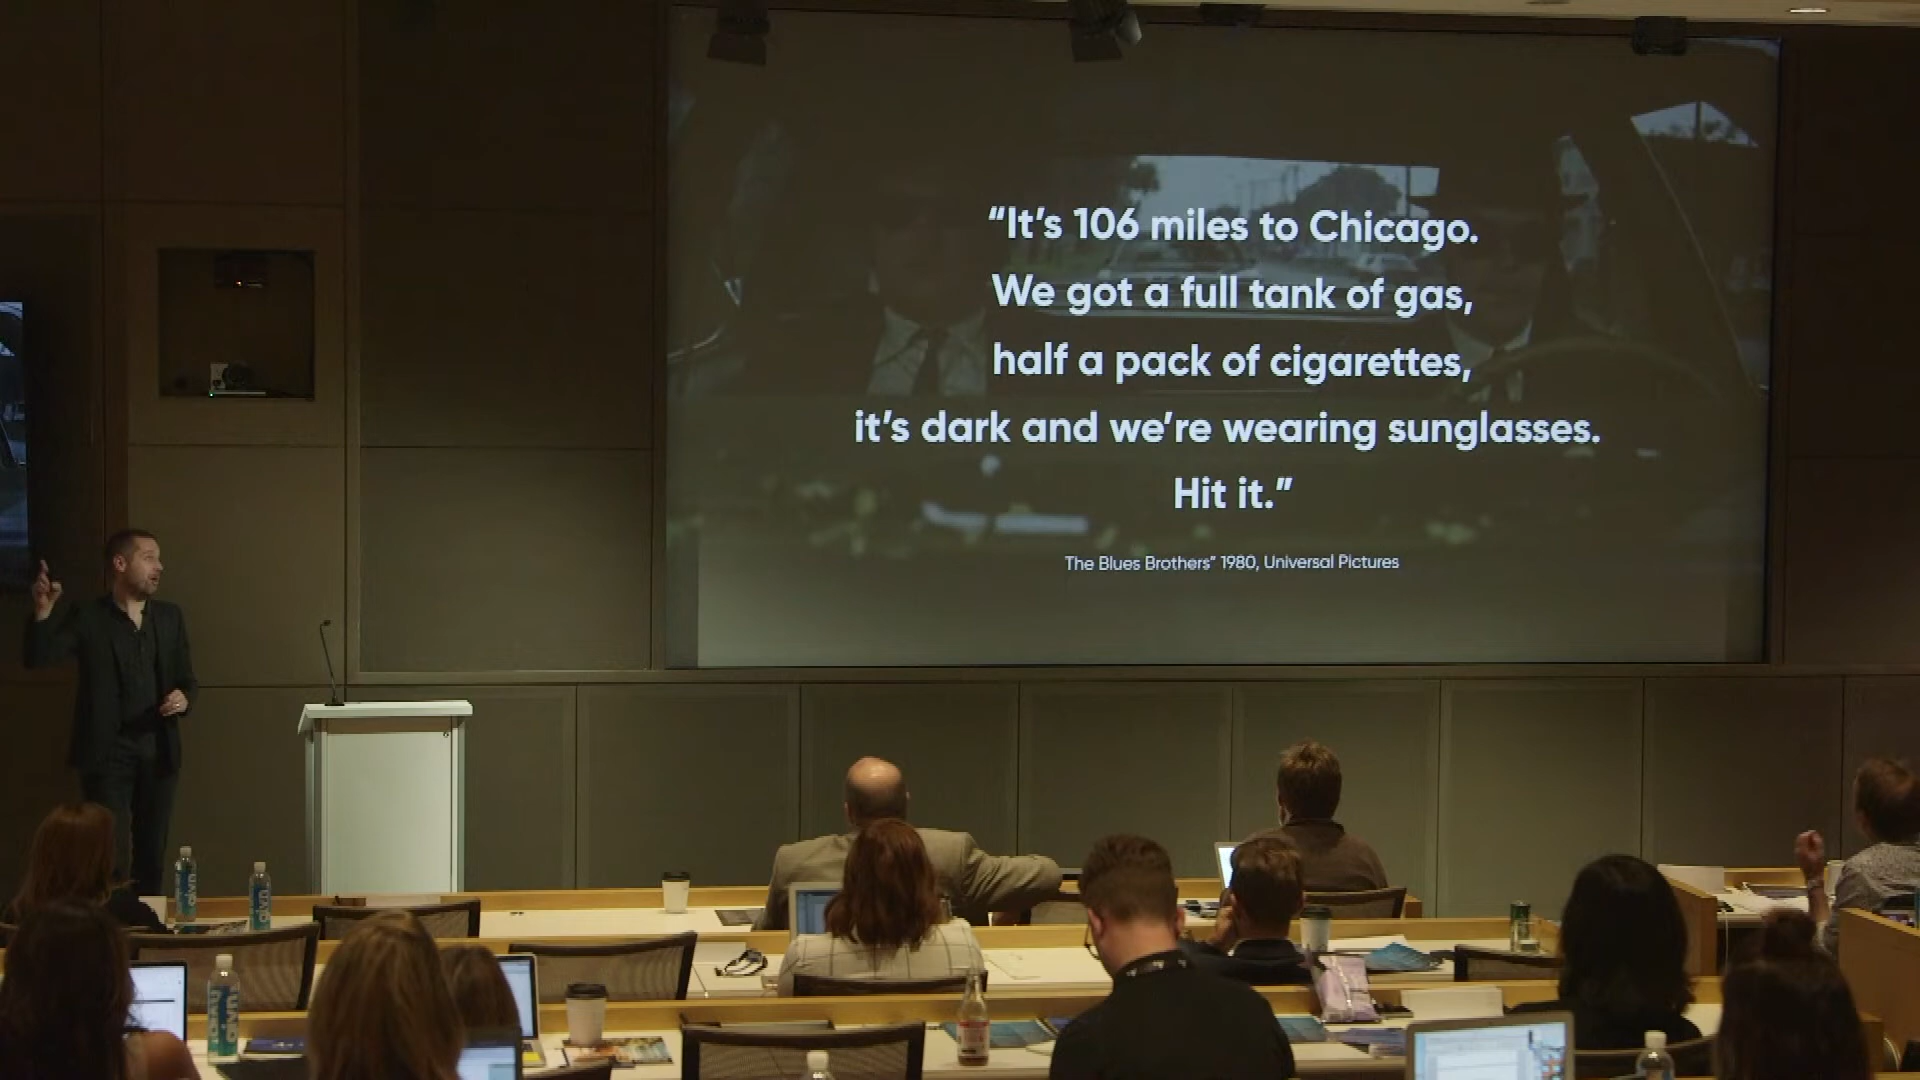 “It’s 106 miles to Chicago.
We got a full tank of gas,
half a pack of cigarettes,
it’s dark and we’re wearing sunglasses.
Hit it.”
The Blues Brothers” 1980, Universal Pictures